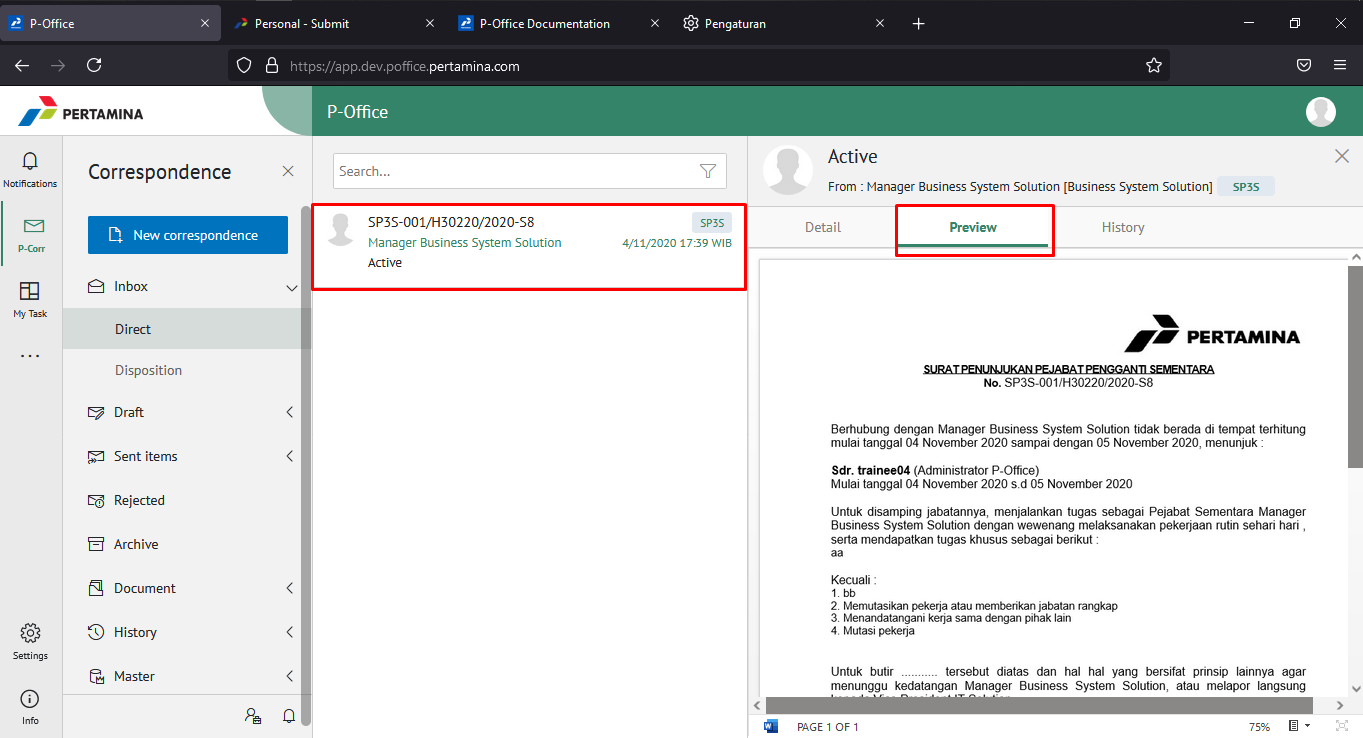 P-Office
Personal - Submit
P-Office Documentation
Pengaturan
https://app.dev.poffice.pertamina.com
PERTAMINA
P-Office
Notifications
P-Corr
My Task
Settings
Info
Correspondence
New correspondence
Inbox
Direct
Disposition
Draft
Sent items
Rejected
Archive
Document
History
Master
Search...
SP3S-001/H30220/2020-S8
SP3S
Manager Business System Solution
4/11/2020 17:39 WIB
Active
Active
From : Manager Business System Solution [Business System Solution]
SP3S
Detail
Preview
History
PERTAMINA
SURAT PENUNJUKAN PEJABAT PENGGANTI SEMENTARA
No. SP3S-001/H30220/2020-S8
Berhubung dengan Manager Business System Solution tidak berada di tempat terhitung
mulai tanggal 04 November 2020 sampai dengan 05 November 2020, menunjuk :
Sdr. trainee04 (Administrator P-Office)
Mulai tanggal 04 November 2020 s.d 05 November 2020
Untuk disamping jabatannya, menjalankan tugas sebagai Pejabat Sementara Manager
Business System Solution dengan wewenang melaksanakan pekerjaan rutin sehari hari ,
serta mendapatkan tugas khusus sebagai berikut :
aa
Kecuali :
1. bb
2. Memutasikan pekerja atau memberikan jabatan rangkap
3. Menandatangani kerja sama dengan pihak lain
4. Mutasi pekerja
Untuk butir ........... tersebut diatas dan hal hal yang bersifat prinsip lainnya agar
menunggu kedatangan Manager Business System Solution, atau melapor langsung
kepada Vice President IT Solution
PAGE 1 OF 1
75%